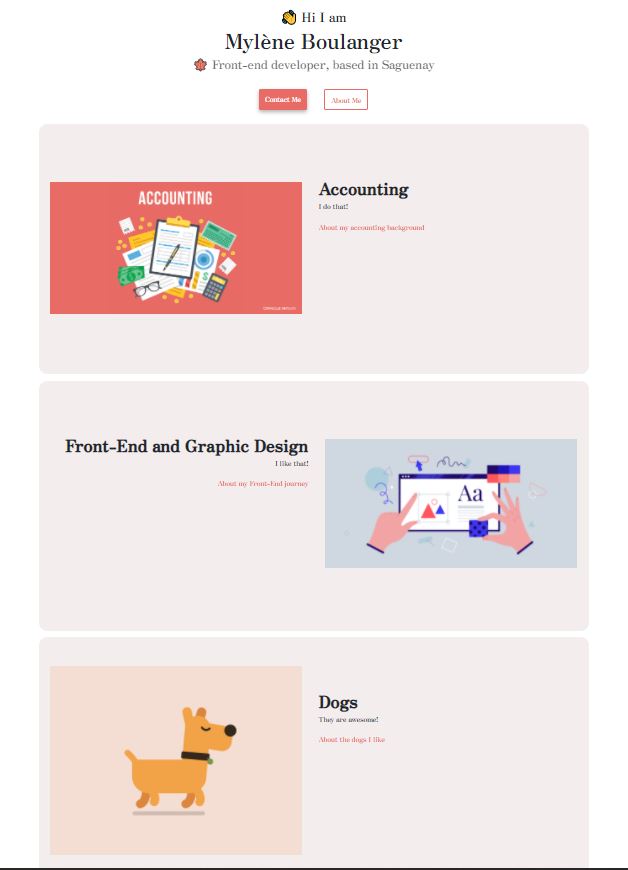 Hi I am
Mylène Boulanger
Front-end developer, based in Saguenay
Contact Me
About Me
ACCOUNTING
Accounting
I do that!
About my accounting background
Front-End and Graphic Design
I like that!
About my Front-End journey
Aa
Dogs
They are awesome!
About the dogs I like